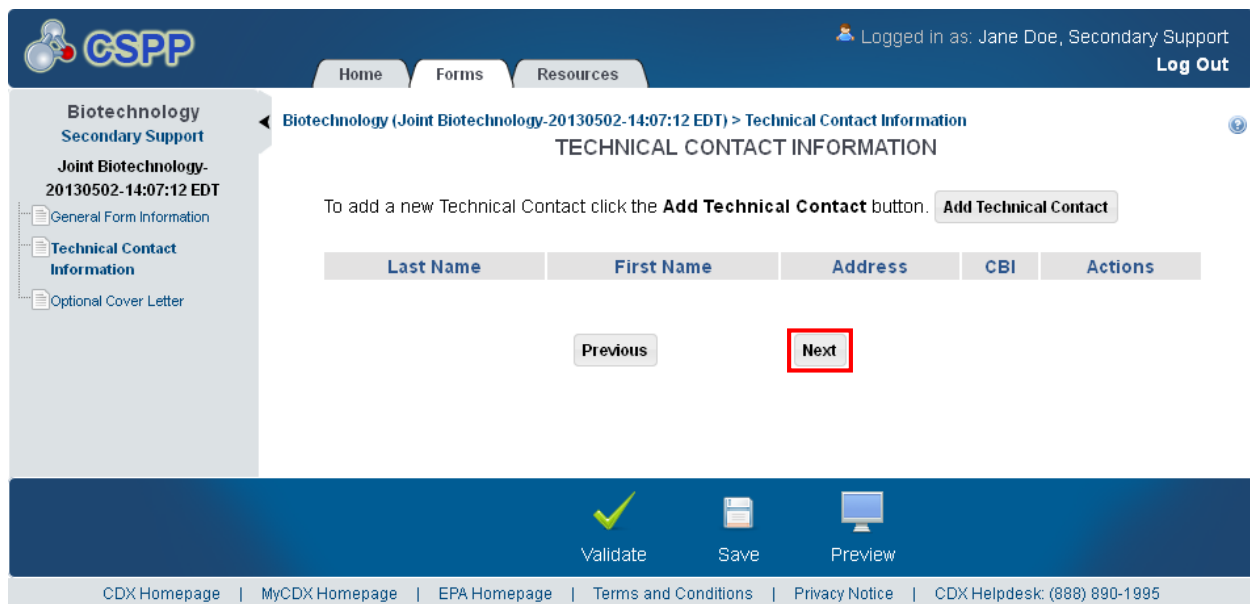 CSPP
Logged in as: Jane Doe, Secondary Support
Log Out
Home
Forms
Resources
Biotechnology
Secondary Support
Joint Biotechnology-
20130502-14:07:12 EDT
General Form Information
Technical Contact
Information
Optional Cover Letter
Biotechnology (Joint Biotechnology-20130502-14:07:12 EDT) > Technical Contact Information
TECHNICAL CONTACT INFORMATION
To add a new Technical Contact click the Add Technical Contact button. Add Technical Contact
Last Name First Name Address CBI Actions
Previous Next
Validate Save Preview
CDX Homepage | MyCDX Homepage | EPA Homepage | Terms and Conditions | Privacy Notice | CDX Helpdesk: (888) 890-1995